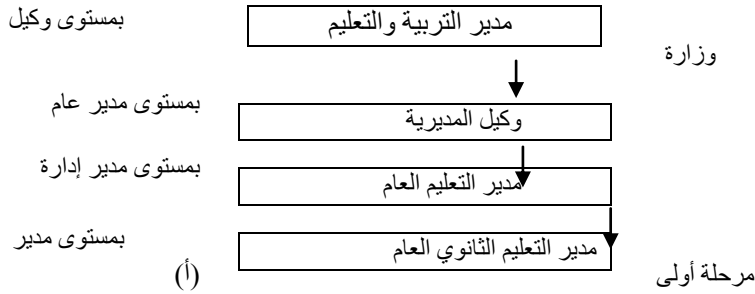 مدير التربية والتعليم بمستوى وكيل
وزارة
وكيل المديرية بمستوى مدير عام
مدير التعليم العام بمستوى مدير إدارة
مدير التعليم الثانوي العام بمستوى مدير
مرحلة أولى (أ)